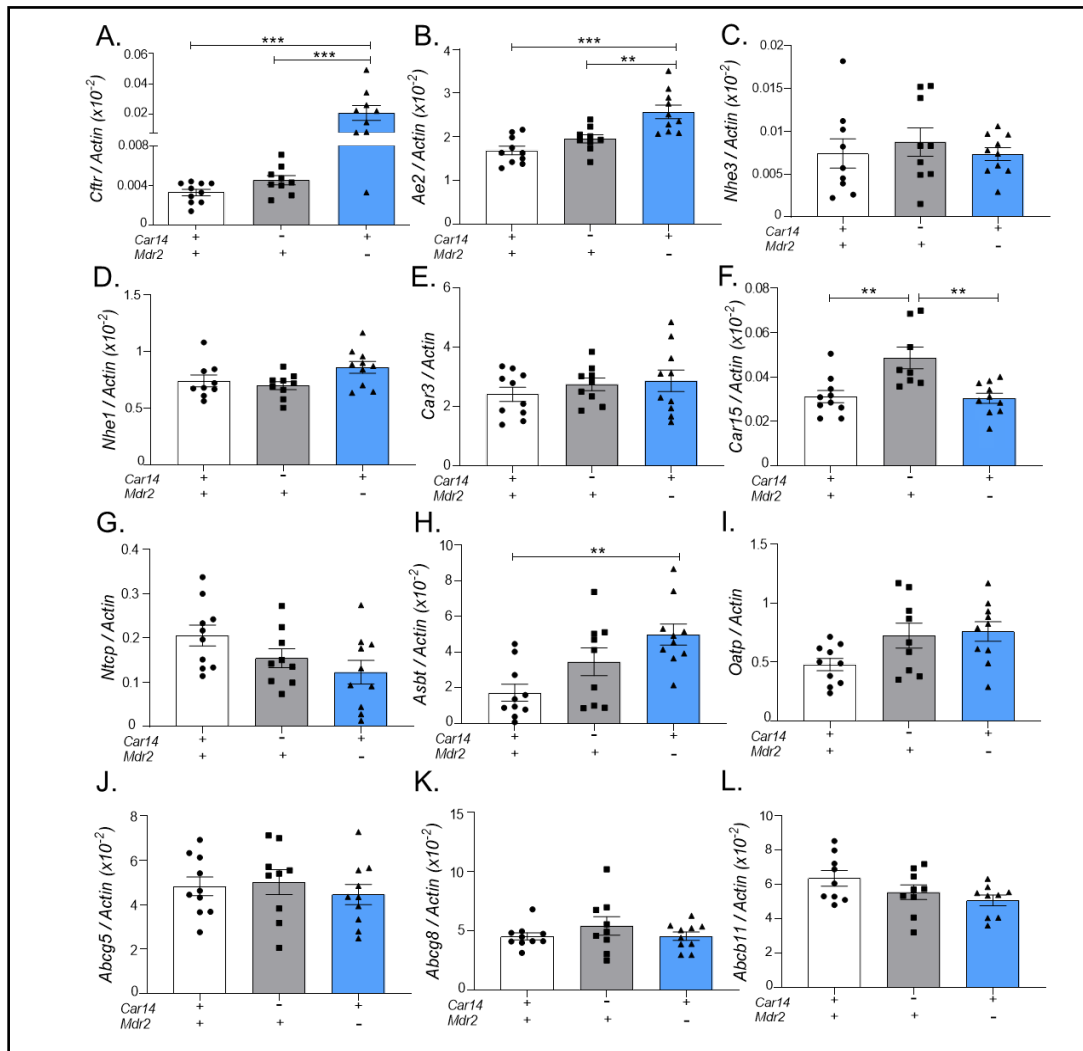 A.
***
***
Cftr / Actin (x10-2)
0.06
0.04
0.02
0.008
0.004
0
Car14 + - +
Mdr2 + + -
B.
***
**
Ae2 / Actin (x10-2)
4
3
2
1
0
Car14 + - +
Mdr2 + + -
C.
Nhe3 / Actin (x10-2)
0.02
0.015
0.01
0.005
0
Car14 + - +
Mdr2 + + -
D.
Nhe1 / Actin (x10-2)
1.5
1
0.5
0
Car14 + - +
Mdr2 + + -
E.
Car3 / Actin
6
4
2
0
Car14 + - +
Mdr2 + + -
F.
** **
Car15 / Actin (x10-2)
0.08
0.06
0.04
0.02
0
Car14 + - +
Mdr2 + + -
G.
Ntcp / Actin
0.4
0.3
0.2
0.1
0
Car14 + - +
Mdr2 + + -
H.
**
Asbt / Actin (x10-2)
10
8
6
4
2
0
Car14 + - +
Mdr2 + + -
I.
Oatp / Actin
1.5
1
0.5
0
Car14 + - +
Mdr2 + + -
J.
Abcg5 / Actin (x10-2)
8
6
4
2
0
Car14 + - +
Mdr2 + + -
K.
Abcg8 / Actin (x10-2)
15
10
5
0
Car14 + - +
Mdr2 + + -
L.
Abcb11 / Actin (x10-2)
10
8
6
4
2
0
Car14 + - +
Mdr2 + + -